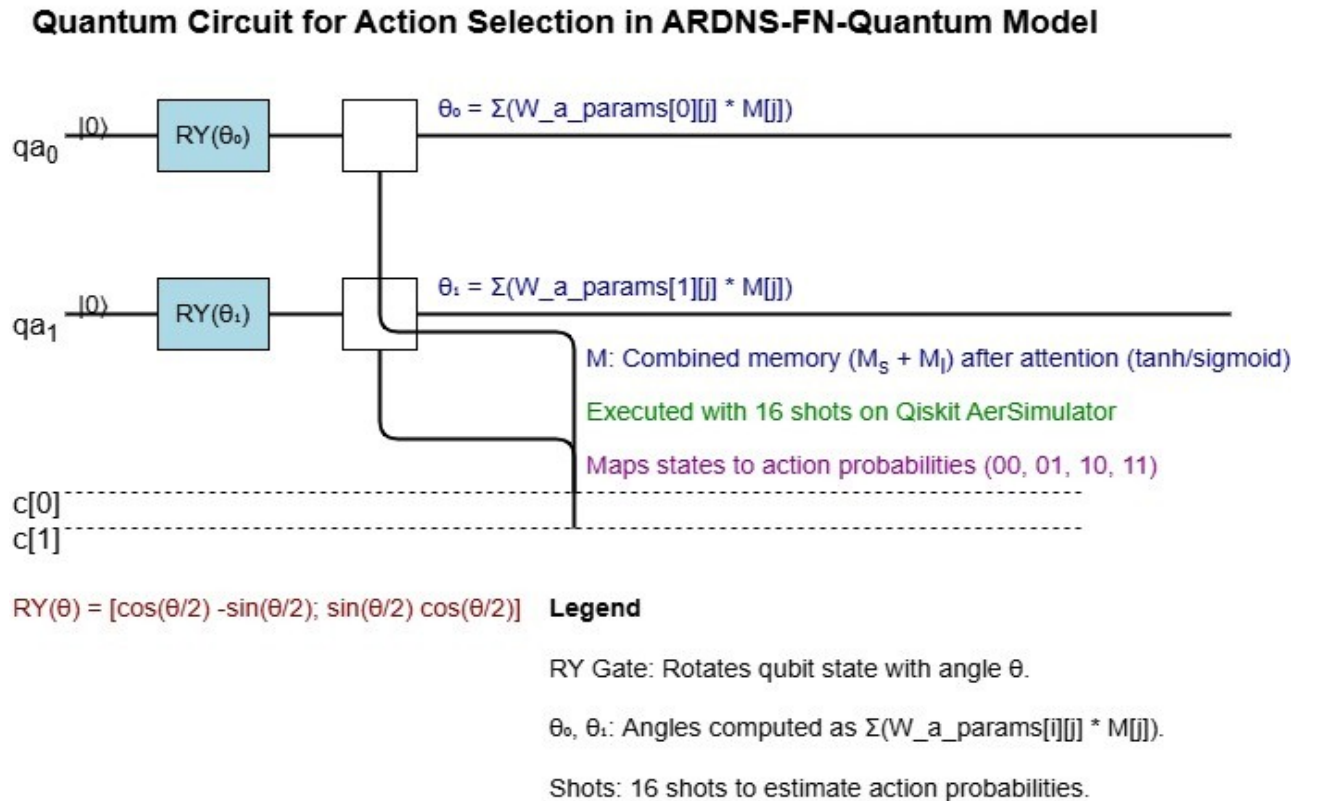 Quantum Circuit for Action Selection in ARDNS-FN-Quantum Model
θ₀ = Σ(W_a_params[0][j] * M[j])
qa₀ |0⟩ RY(θ₀)
θ₁ = Σ(W_a_params[1][j] * M[j])
qa₁ |0⟩ RY(θ₁)
M: Combined memory (Mₛ + Mₗ) after attention (tanh/sigmoid)
Executed with 16 shots on Qiskit AerSimulator
Maps states to action probabilities (00, 01, 10, 11)
c[0]
c[1]
RY(θ) = [cos(θ/2) -sin(θ/2); sin(θ/2) cos(θ/2)]
Legend
RY Gate: Rotates qubit state with angle θ.
θ₀, θ₁: Angles computed as Σ(W_a_params[i][j] * M[j]).
Shots: 16 shots to estimate action probabilities.